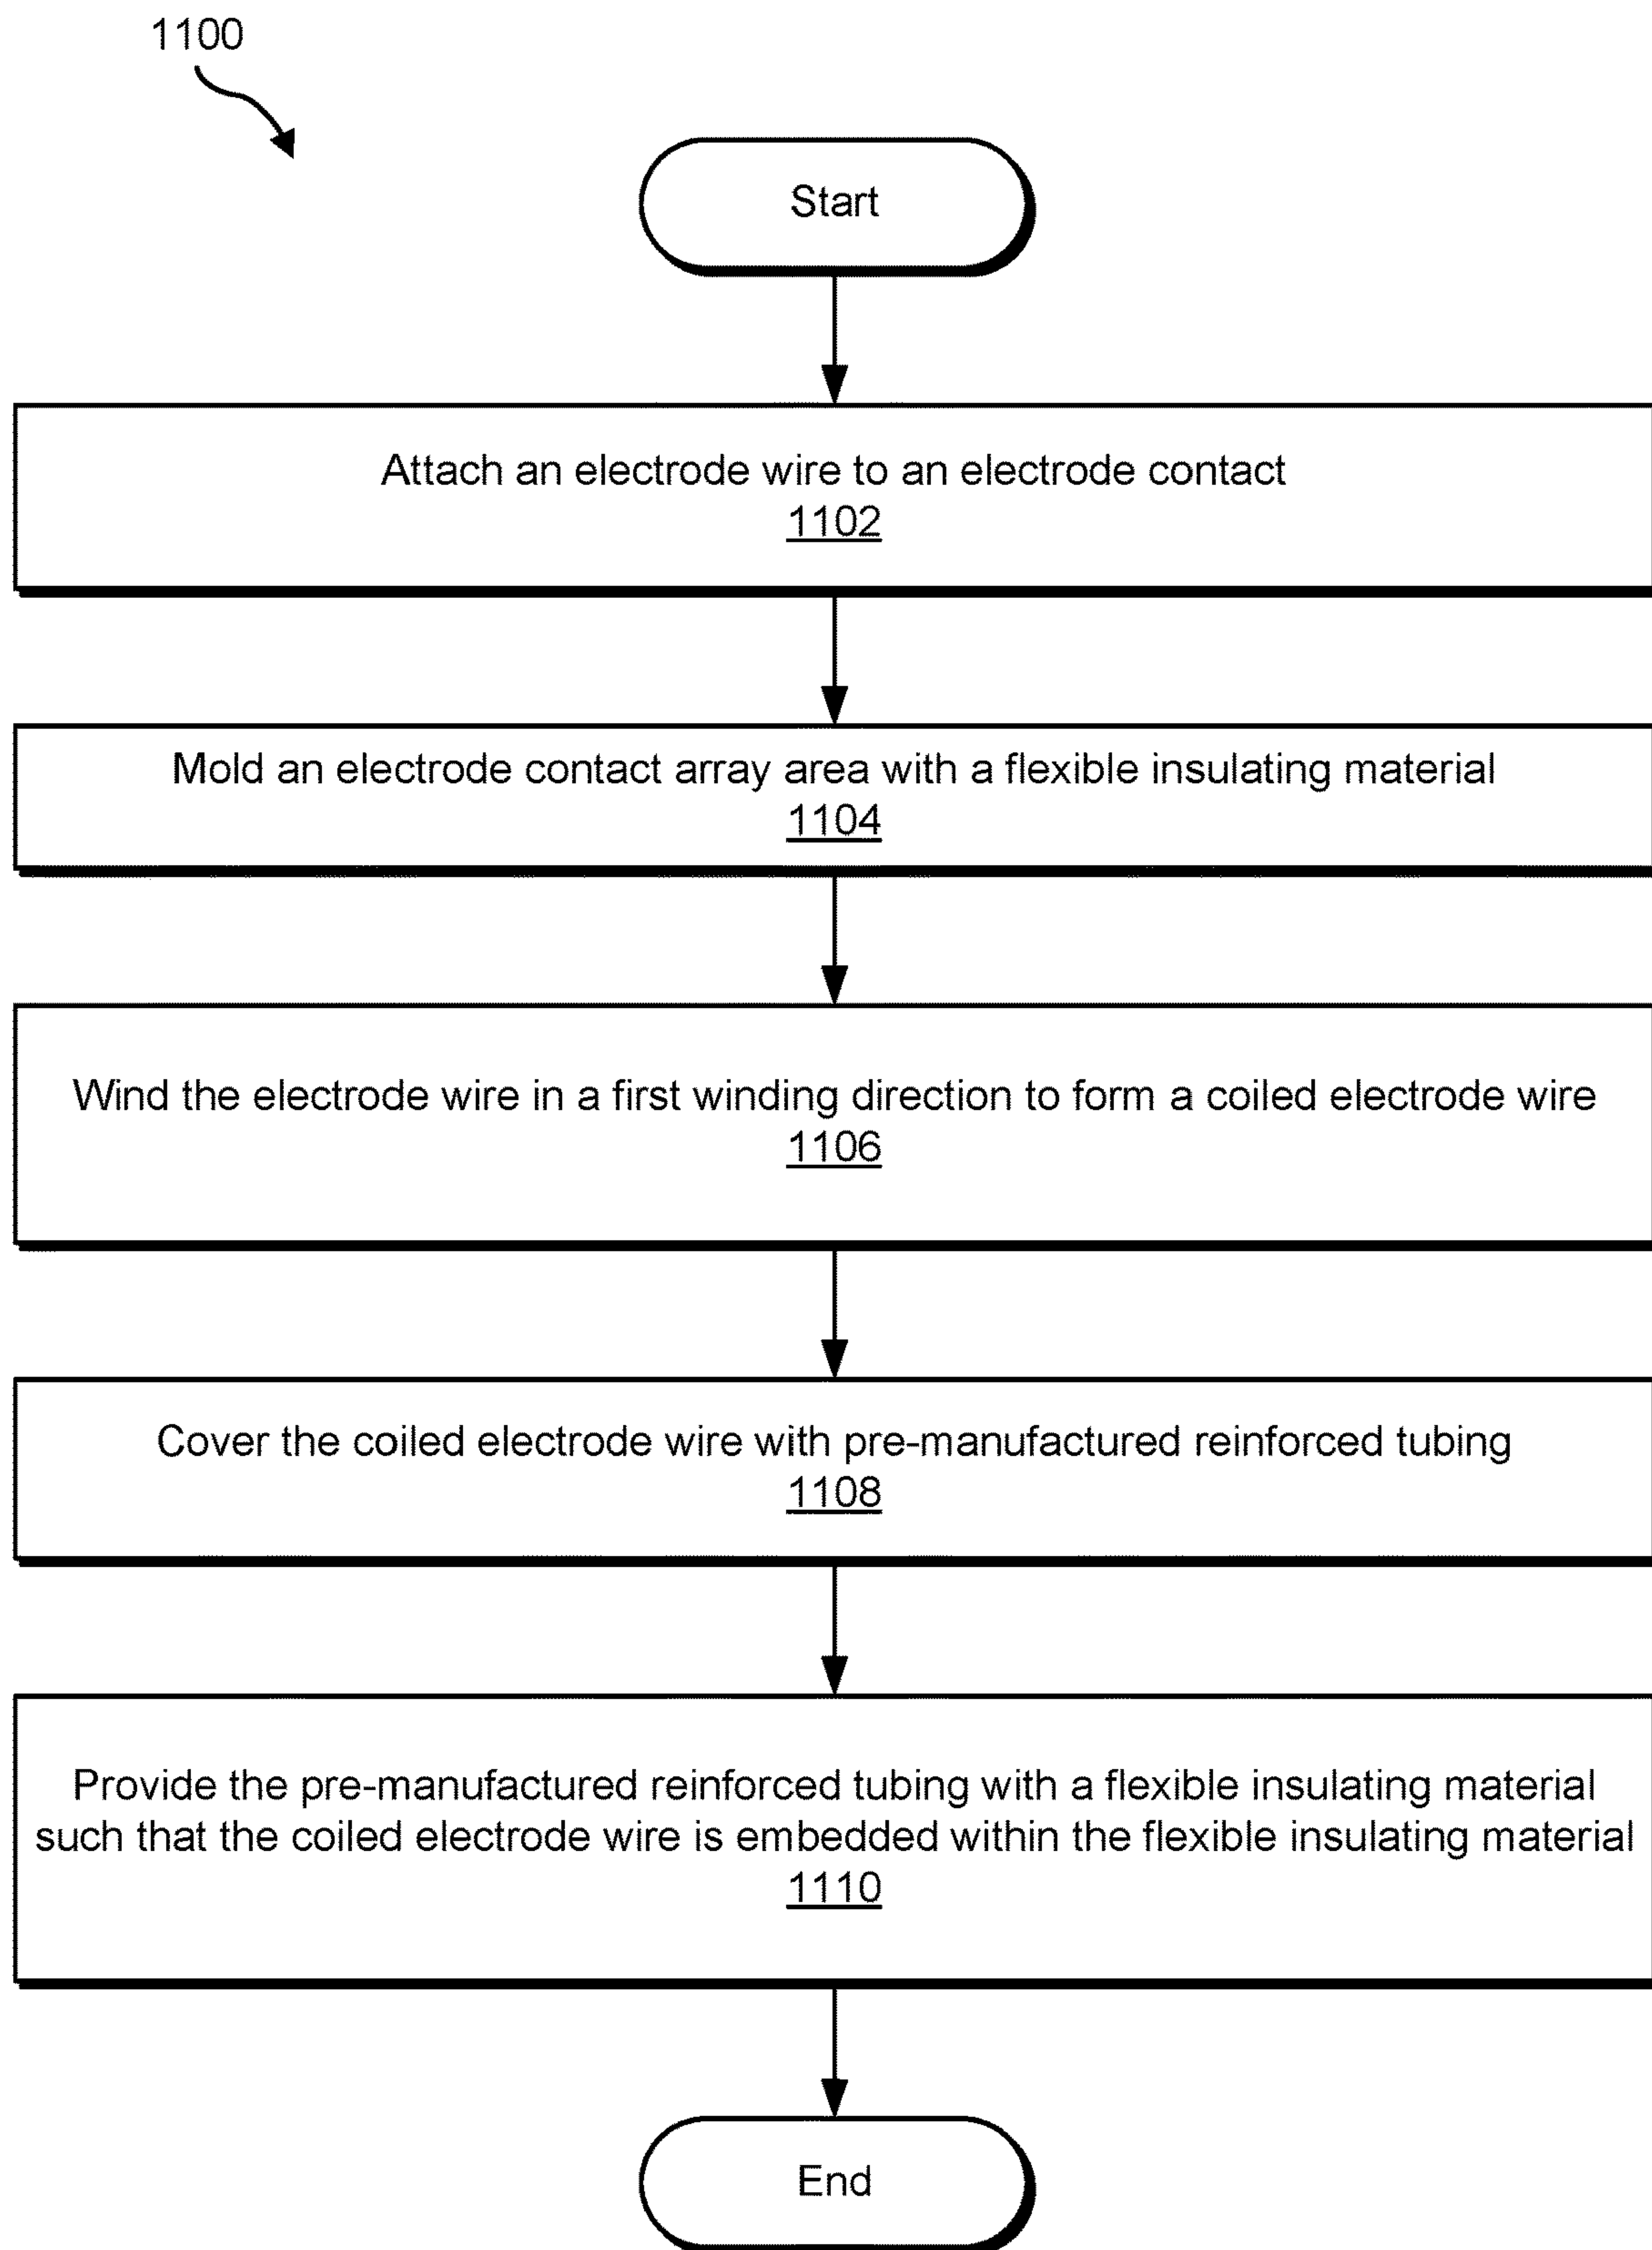 1100
Start
Attach an electrode wire to an electrode contact
1102
Mold an electrode contact array area with a flexible insulating material
1104
Wind the electrode wire in a first winding direction to form a coiled electrode wire
1106
Cover the coiled electrode wire with pre-manufactured reinforced tubing
1108
Provide the pre-manufactured reinforced tubing with a flexible insulating material
such that the coiled electrode wire is embedded within the flexible insulating material
1110
End